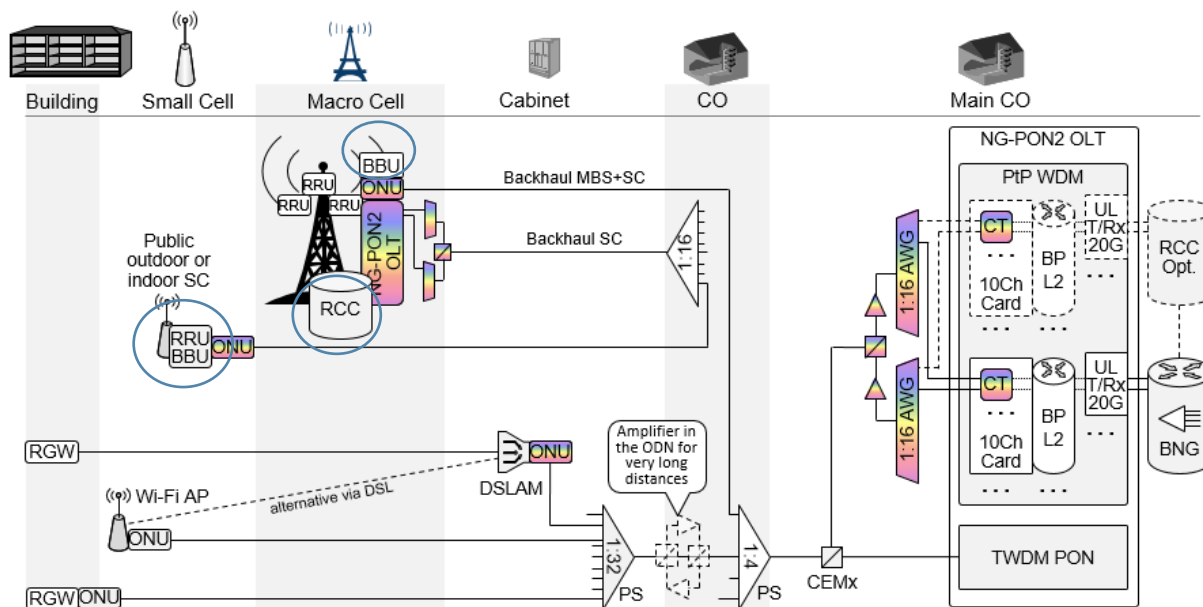 Building
Small Cell
Macro Cell
Cabinet
CO
Main CO
NG-PON2 OLT
PtP WDM
BBU
ONU
RRU
RRU
RRU
Backhaul MBS+SC
NG-PON2
OLT
Backhaul SC
1:16
Public
outdoor or
indoor SC
RCC
RRU
BBU
ONU
1:16 AWG
CT
10Ch
Card
...
BP
L2
UL
T/Rx
20G
...
RCC
Opt.
... ...
1:16 AWG
CT
...
10Ch
Card
BP
L2
UL
T/Rx
20G
...
BNG
... ...
RGW
ONU
DSLAM
Amplifier in
the ODN for
very long
distances
Wi-Fi AP
alternative via DSL
ONU
1:32
PS
1:4
PS
CEMx
TWDM PON
RGW
ONU